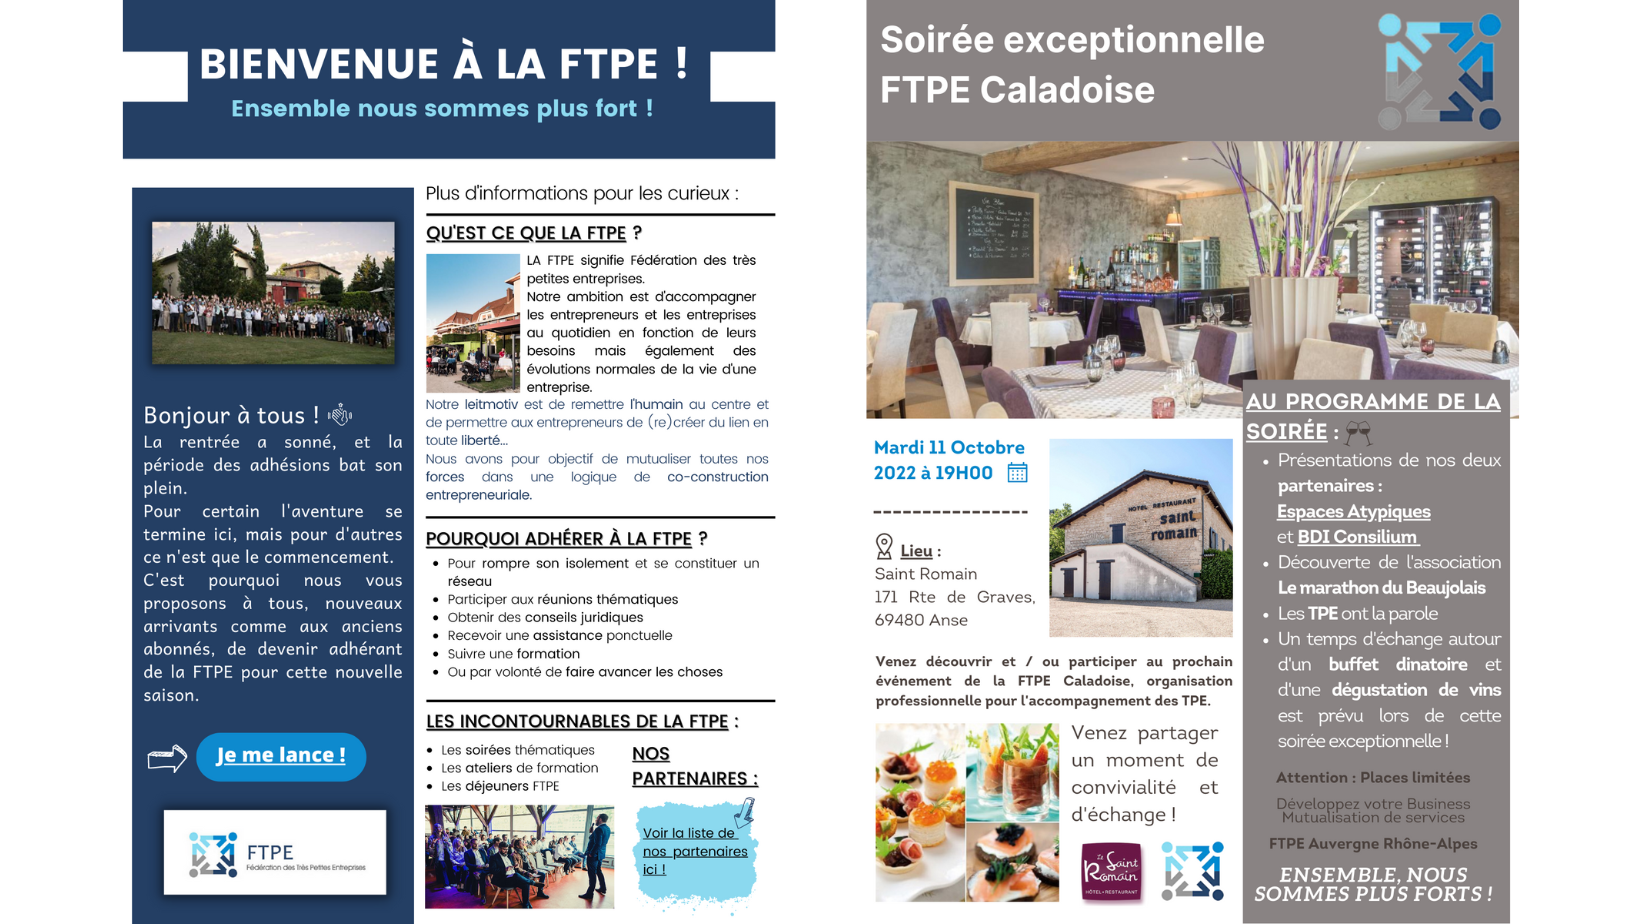 BIENVENUE À LA FTPE !
Ensemble nous sommes plus fort !
Bonjour à tous !
La rentrée a sonné, et la
période des adhésions bat son
plein.
Pour certain l'aventure se
termine ici, mais pour d'autres
ce n'est que le commencement.
C'est pourquoi nous vous
proposons à tous, nouveaux
arrivants comme aux anciens
abonnés, de devenir adhérant
de la FTPE pour cette nouvelle
saison.
Je me lance !
FTPE
Fédération des Très Petites Entreprises
Plus d'informations pour les curieux :
QU'EST CE QUE LA FTPE ?
LA FTPE signifie Fédération des très
petites entreprises.
Notre ambition est d'accompagner
les entrepreneurs et les entreprises
au quotidien en fonction de leurs
besoins mais également des
évolutions normales de la vie d'une
entreprise.
Notre leitmotiv est de remettre l'humain au centre et
de permettre aux entrepreneurs de (re)créer du lien en
toute liberté...
Nous avons pour objectif de mutualiser toutes nos
forces dans une logique de co-construction
entrepreneuriale.
POURQUOI ADHÉRER À LA FTPE ?
Pour rompre son isolement et se constituer un
réseau
Participer aux réunions thématiques
Obtenir des conseils juridiques
Recevoir une assistance ponctuelle
Suivre une formation
Ou par volonté de faire avancer les choses
LES INCONTOURNABLES DE LA FTPE :
Les soirées thématiques
Les ateliers de formation
Les déjeuners FTPE
NOS
PARTENAIRES :
Voir la liste de
nos partenaires
ici !
Soirée exceptionnelle
FTPE Caladoise
Mardi 11 Octobre
2022 à 19H00
Lieu :
Saint Romain
171 Rte de Graves,
69480 Anse
HOTEL RESTAURANT
saint
romain
Venez découvrir et / ou participer au prochain
événement de la FTPE Caladoise, organisation
professionnelle pour l'accompagnement des TPE.
Venez partager
un moment de
convivialité et
d'échange !
Le Saint
Romain
HÔTEL•RESTAURANT
AU PROGRAMME DE LA
SOIRÉE :
Présentations de nos deux
partenaires :
Espaces Atypiques
et BDI Consilium
Découverte de l'association
Le marathon du Beaujolais
Les TPE ont la parole
Un temps d'échange autour
d'un buffet dinatoire et
d'une dégustation de vins
est prévu lors de cette
soirée exceptionnelle !
Attention : Places limitées
Développez votre Business
Mutualisation de services
FTPE Auvergne Rhône-Alpes
ENSEMBLE, NOUS
SOMMES PLUS FORTS !